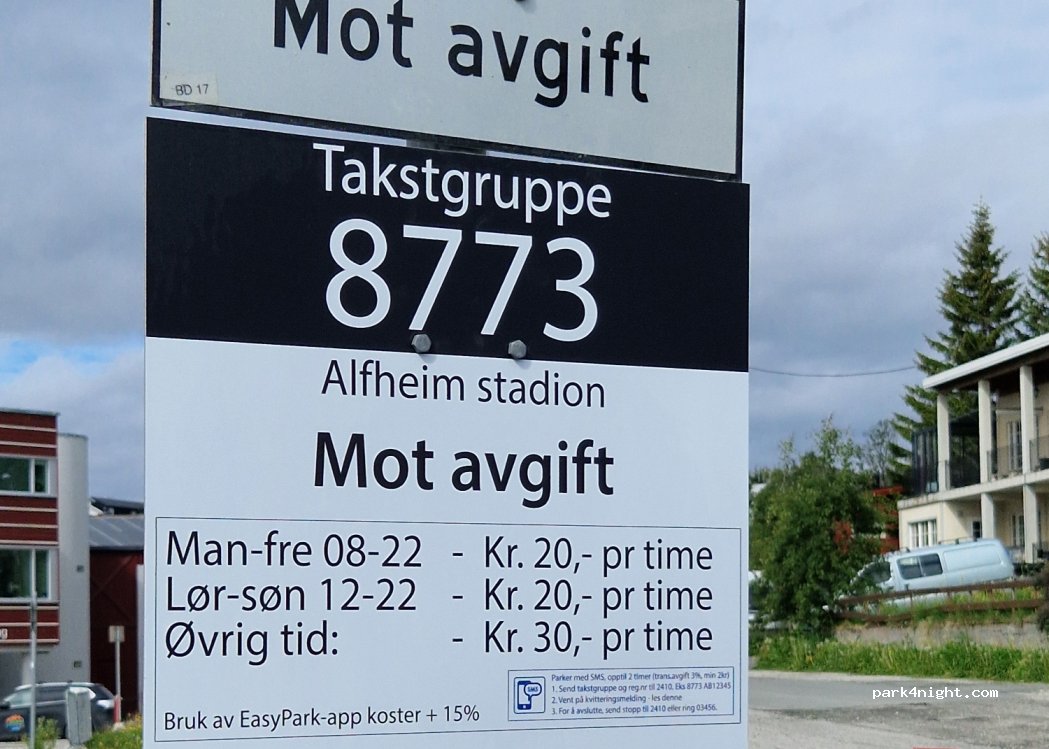 Mot avgift
BD 17
Takstgruppe
8773
Alfheim stadion
Mot avgift
Man-fre 08-22 - Kr. 20,- pr time
Lør-søn 12-22 - Kr. 20,- pr time
Øvrig tid: - Kr. 30,- pr time
SMS
Parker med SMS, opptil 2 timer (trans.avgift 3%, min 2kr)
1. Send takstgruppe og reg.nr til 2410. Eks 8773 AB12345
2. Vent på kvitteringsmelding - les denne
3. For å avslutte, send stopp til 2410 eller ring 03456.
Bruk av EasyPark-app koster + 15%
park4night.com